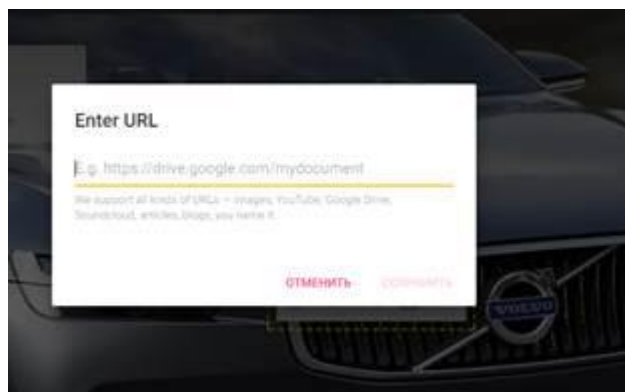 Enter URL
E.g. https://drive.google.com/mydocument
We support all kinds of URLs — images, YouTube, Google Drive,
Soundcloud, articles, blogs, you name it.
ОТМЕНИТЬ СОХРАНИТЬ
VOLVO